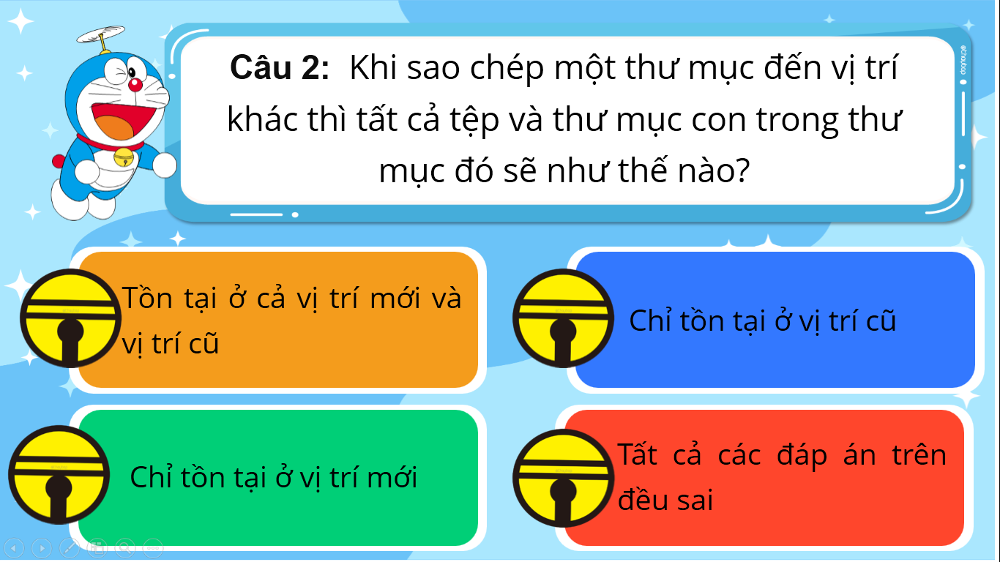 Câu 2: Khi sao chép một thư mục đến vị trí
khác thì tất cả tệp và thư mục con trong thư
mục đó sẽ như thế nào?
Tồn tại ở cả vị trí mới và
vị trí cũ
Chỉ tồn tại ở vị trí cũ
Chỉ tồn tại ở vị trí mới
Tất cả các đáp án trên
đều sai